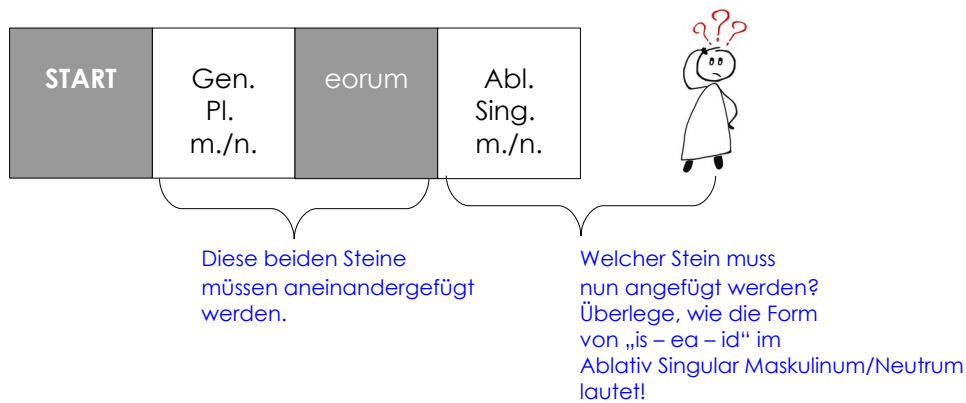 START
Gen.
Pl.
m./n.
eorum
Abl.
Sing.
m./n.
???
Diese beiden Steine
müssen aneinandergefügt
werden.
Welcher Stein muss
nun angefügt werden?
Überlege, wie die Form
von „is – ea – id“ im
Ablativ Singular Maskulinum/Neutrum
lautet!